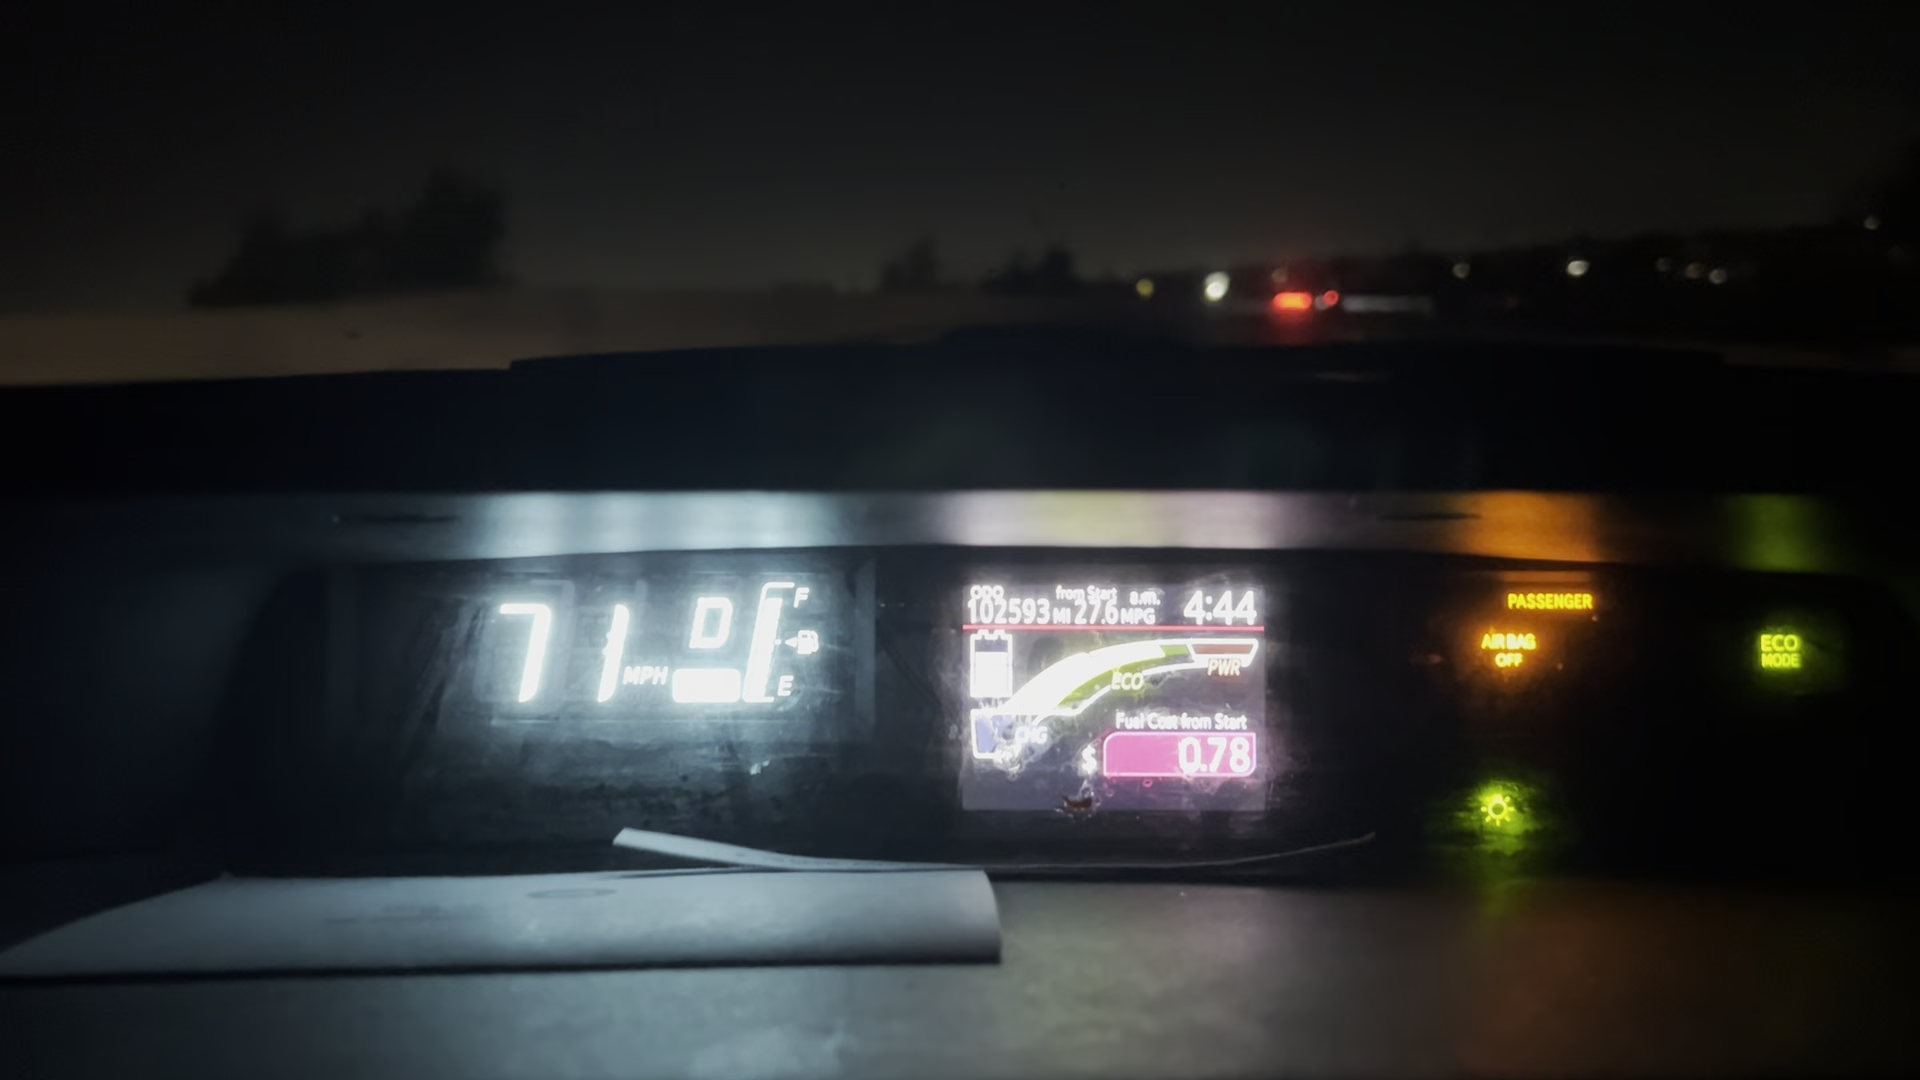 71 MPH
D
F
E
ODO
102593 MI
from Start
27.6 MPG
a.m.
4:44
ECO
PWR
CHG
Fuel Cost from Start
$ 0.78
PASSENGER
AIR BAG
OFF
ECO
MODE